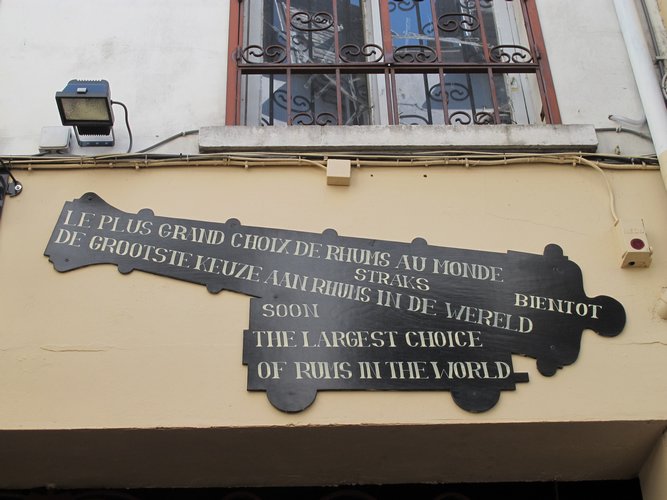 LE PLUS GRAND CHOIX DE RHUMS AU MONDE
BIENTOT
DE GROOTSTE KEUZE AAN RHUMS IN DE WERELD
STRAKS
SOON
THE LARGEST CHOICE
OF RUMS IN THE WORLD